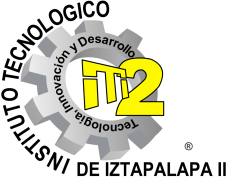 INSTITUTO TECNOLOGICO
Tecnología, Innovación y Desarrollo
iTi2
®
DE IZTAPALAPA II